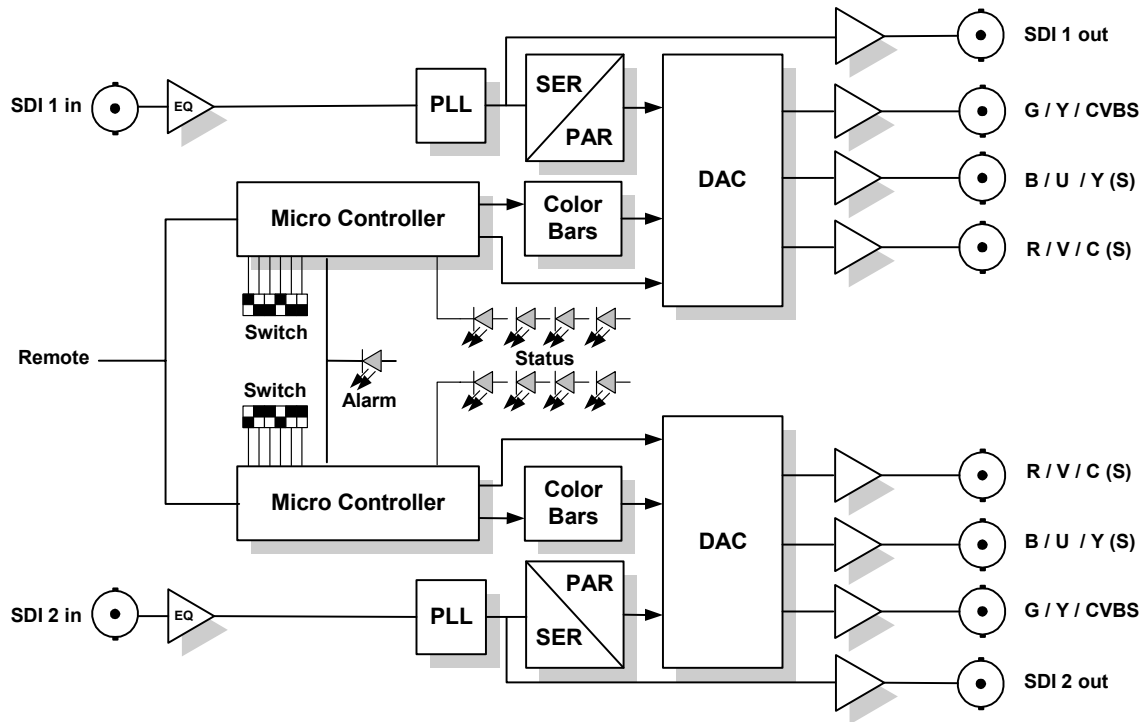 SDI 1 out
SDI 1 in
EQ
PLL
SER
PAR
G / Y / CVBS
DAC
B / U / Y (S)
Micro Controller
Color
Bars
R / V / C (S)
Switch
Remote
Status
Alarm
Switch
Micro Controller
Color
Bars
R / V / C (S)
DAC
B / U / Y (S)
SDI 2 in
EQ
PLL
PAR
SER
G / Y / CVBS
SDI 2 out